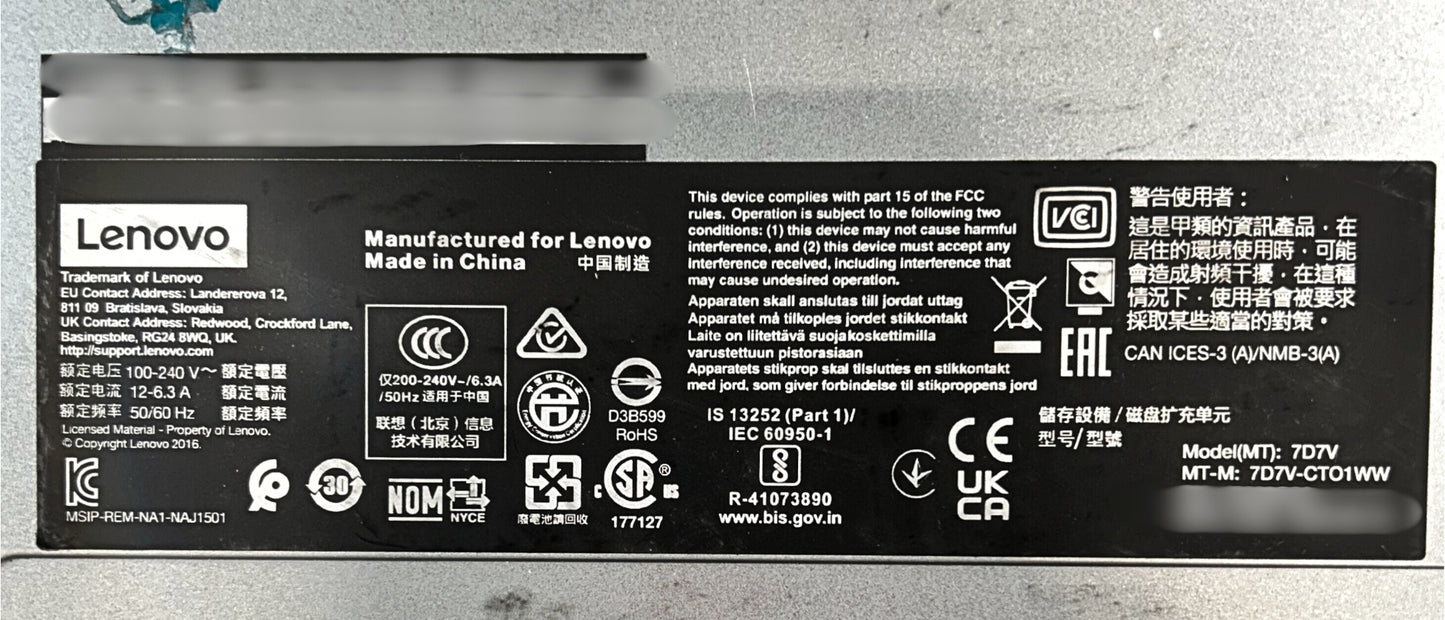 Lenovo
Trademark of Lenovo
EU Contact Address: Landererova 12,
811 09 Bratislava, Slovakia
UK Contact Address: Redwood, Crockford Lane,
Basingstoke, RG24 8WQ, UK.
http://support.lenovo.com
额定电压 100-240 V～ 額定電壓
额定电流 12-6.3 A 額定電流
额定频率 50/60 Hz 額定頻率
Licensed Material - Property of Lenovo.
© Copyright Lenovo 2016.
MSIP-REM-NA1-NAJ1501
30
Manufactured for Lenovo
Made in China 中国制造
CCC
仅200-240V~/6.3A
/50Hz 适用于中国
联想（北京）信息
技术有限公司
中国节能认证
Energy Conservation Certification
D3B599
RoHS
NOM
NYCE
廢電池請回收
c SA ® US
177127
This device complies with part 15 of the FCC
rules. Operation is subject to the following two
conditions: (1) this device may not cause harmful
interference, and (2) this device must accept any
interference received, including interference that
may cause undesired operation.
Apparaten skall anslutas till jordat uttag
Apparatet må tilkoples jordet stikkontakt
Laite on liitettävä suojakoskettimilla
varustettuun pistorasiaan
Apparatets stikprop skal tilsluttes en stikkontakt
med jord, som giver forbindelse til stikproppens jord
IS 13252 (Part 1)/
IEC 60950-1
R-41073890
www.bis.gov.in
CE
UK
CA
VCCI
EAC
警告使用者：
這是甲類的資訊產品，在
居住的環境使用時，可能
會造成射頻干擾，在這種
情況下，使用者會被要求
採取某些適當的對策。
CAN ICES-3 (A)/NMB-3(A)
儲存設備 / 磁盘扩充单元
型号/ 型號
Model(MT): 7D7V
MT-M: 7D7V-CTO1WW